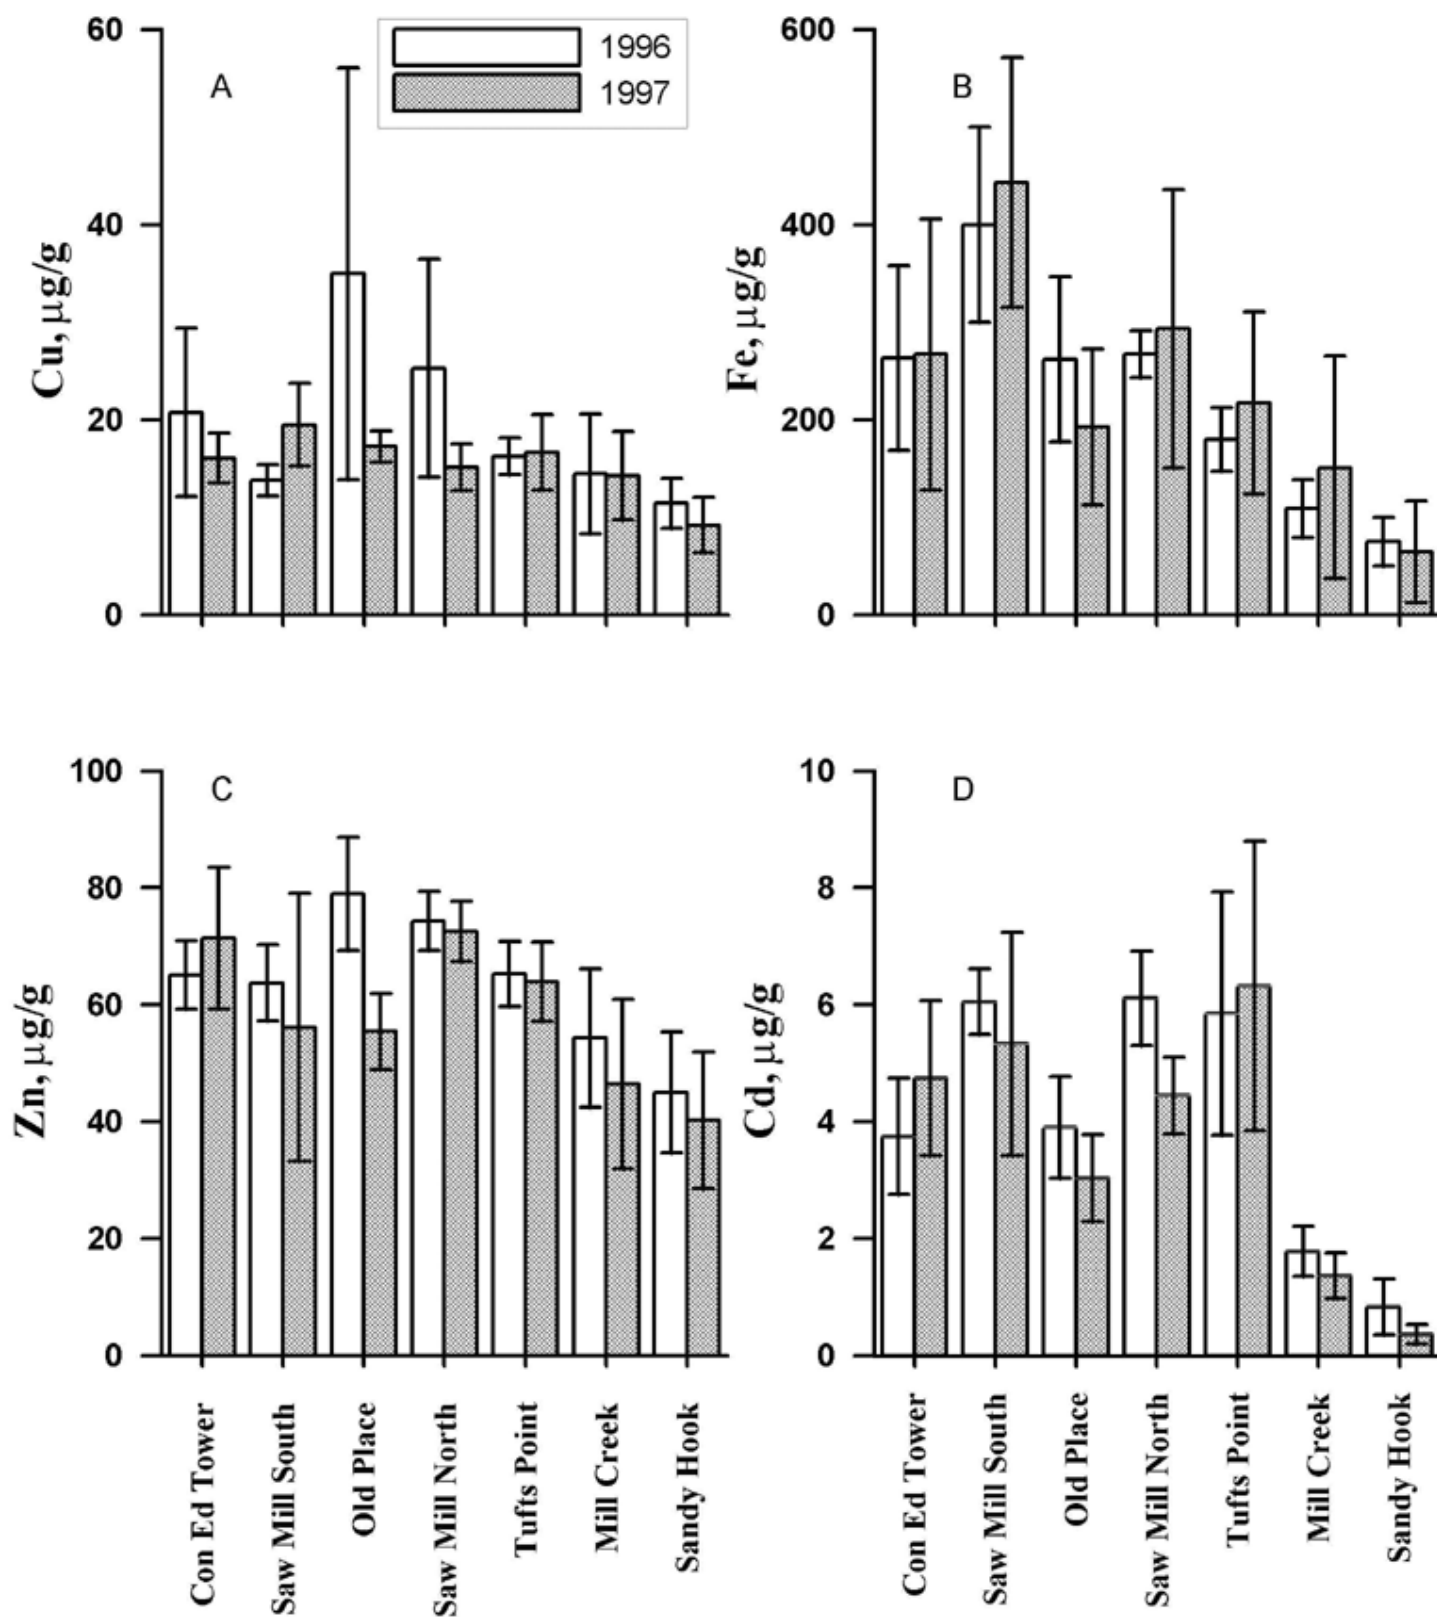 60
40
20
0
Cu, μg/g
A
1996
1997
600
400
200
0
Fe, μg/g
B
100
80
60
40
20
0
Zn, μg/g
C
10
8
6
4
2
0
Cd, μg/g
D
Con Ed Tower
Saw Mill South
Old Place
Saw Mill North
Tufts Point
Mill Creek
Sandy Hook
Con Ed Tower
Saw Mill South
Old Place
Saw Mill North
Tufts Point
Mill Creek
Sandy Hook